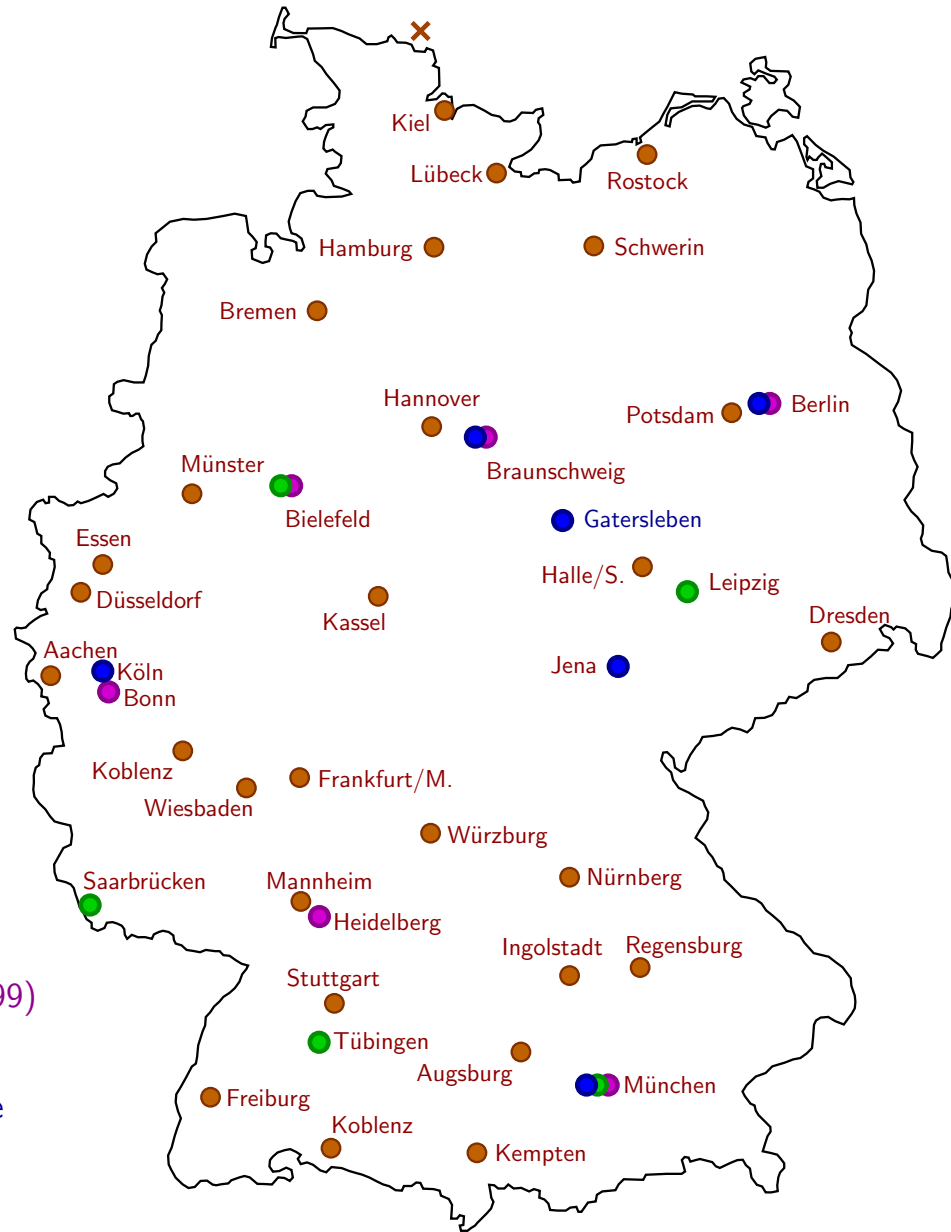 Kiel
Lübeck
Rostock
Hamburg
Schwerin
Bremen
Hannover
Potsdam
Berlin
Braunschweig
Münster
Bielefeld
Gatersleben
Essen
Halle/S.
Leipzig
Düsseldorf
Kassel
Dresden
Aachen
Köln
Jena
Bonn
Koblenz
Frankfurt/M.
Wiesbaden
Würzburg
Saarbrücken
Mannheim
Nürnberg
Heidelberg
Ingolstadt
Regensburg
Stuttgart
99)
Tübingen
Augsburg
München
Freiburg
e
Koblenz
Kempten